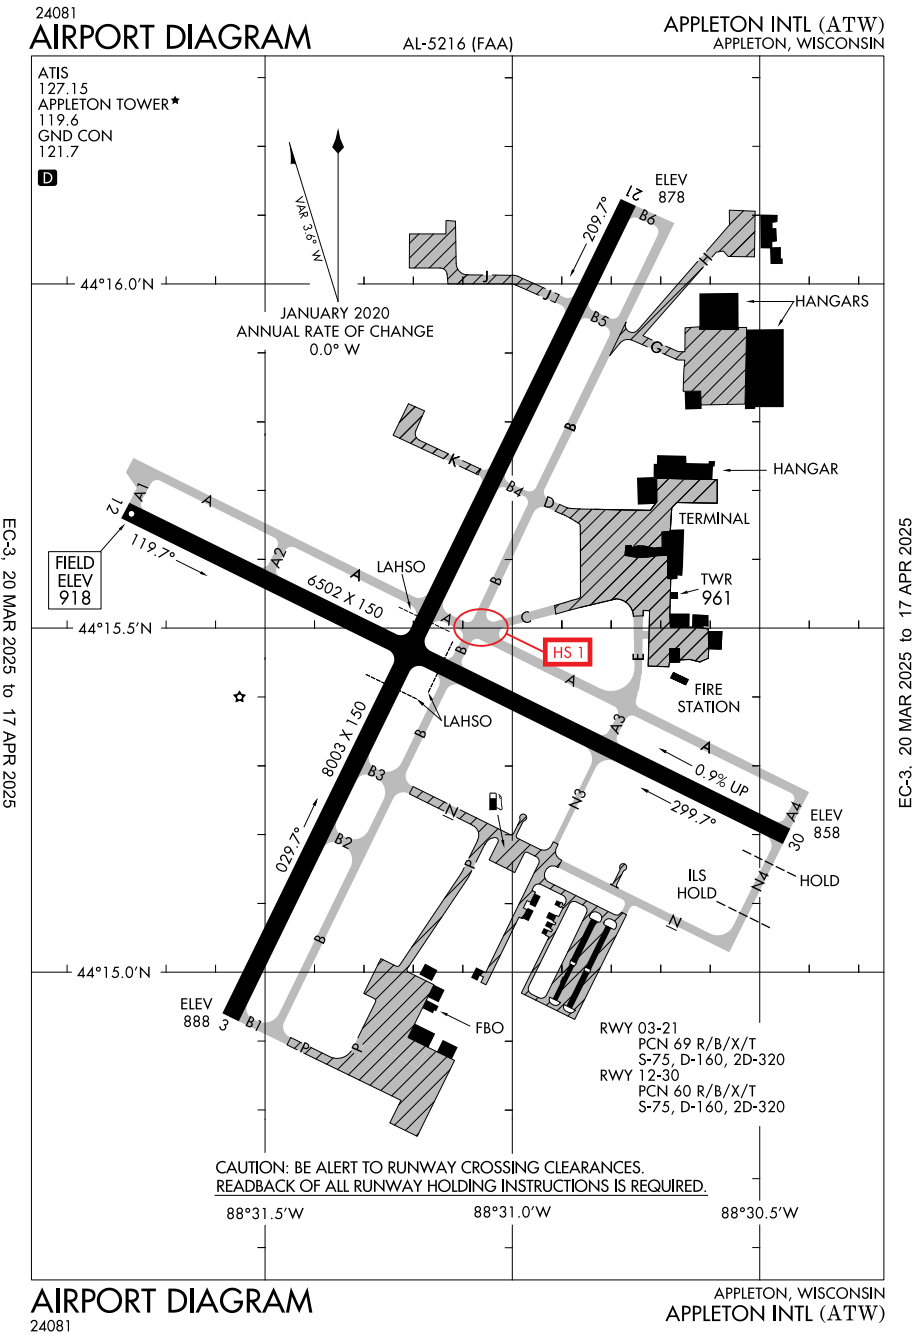 24081
AIRPORT DIAGRAM
AL-5216 (FAA)
APPLETON INTL (ATW)
APPLETON, WISCONSIN
ATIS
127.15
APPLETON TOWER
119.6
GND CON
121.7
D
VAR 3.6° W
JANUARY 2020
ANNUAL RATE OF CHANGE
0.0° W
ELEV
878
21
B6
209.7°
H
44°16.0'N
J
J
B5
G
HANGARS
B
K
B4
D
HANGAR
TERMINAL
A1
A
12
119.7°
A2
A
FIELD
ELEV
918
LAHSO
6502 X 150
TWR
961
B
A
C
44°15.5'N
HS 1
B
E
A
FIRE
STATION
LAHSO
B
A3
A
8003 X 150
0.9% UP
299.7°
B3
N3
A4
ELEV
858
30
N
B2
P
029.7°
ILS
HOLD
HOLD
N4
N
B
44°15.0'N
ELEV
888
3
B1
P
P
FBO
RWY 03-21
PCN 69 R/B/X/T
S-75, D-160, 2D-320
RWY 12-30
PCN 60 R/B/X/T
S-75, D-160, 2D-320
CAUTION: BE ALERT TO RUNWAY CROSSING CLEARANCES.
READBACK OF ALL RUNWAY HOLDING INSTRUCTIONS IS REQUIRED.
88°31.5'W
88°31.0'W
88°30.5'W
EC-3, 20 MAR 2025 to 17 APR 2025
EC-3, 20 MAR 2025 to 17 APR 2025
AIRPORT DIAGRAM
24081
APPLETON, WISCONSIN
APPLETON INTL (ATW)